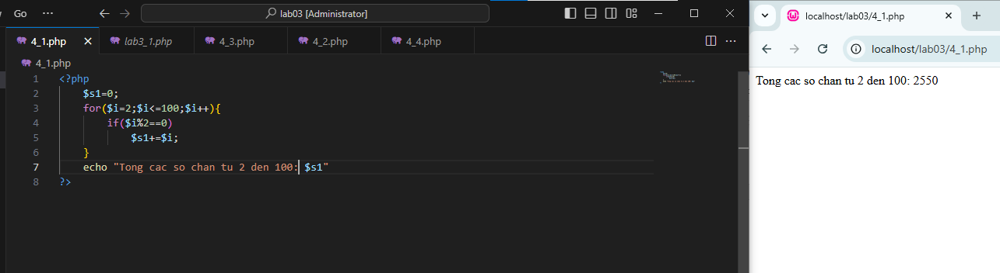 Go ··· lab03 [Administrator]
4_1.php lab3_1.php 4_3.php 4_2.php 4_4.php
4_1.php
1 <?php
2 $s1=0;
3 for($i=2;$i<=100;$i++){
4 if($i%2==0)
5 $s1+=$i;
6 }
7 echo "Tong cac so chan tu 2 den 100: $s1"
8 ?>
localhost/lab03/4_1.php
localhost/lab03/4_1.php
Tong cac so chan tu 2 den 100: 2550